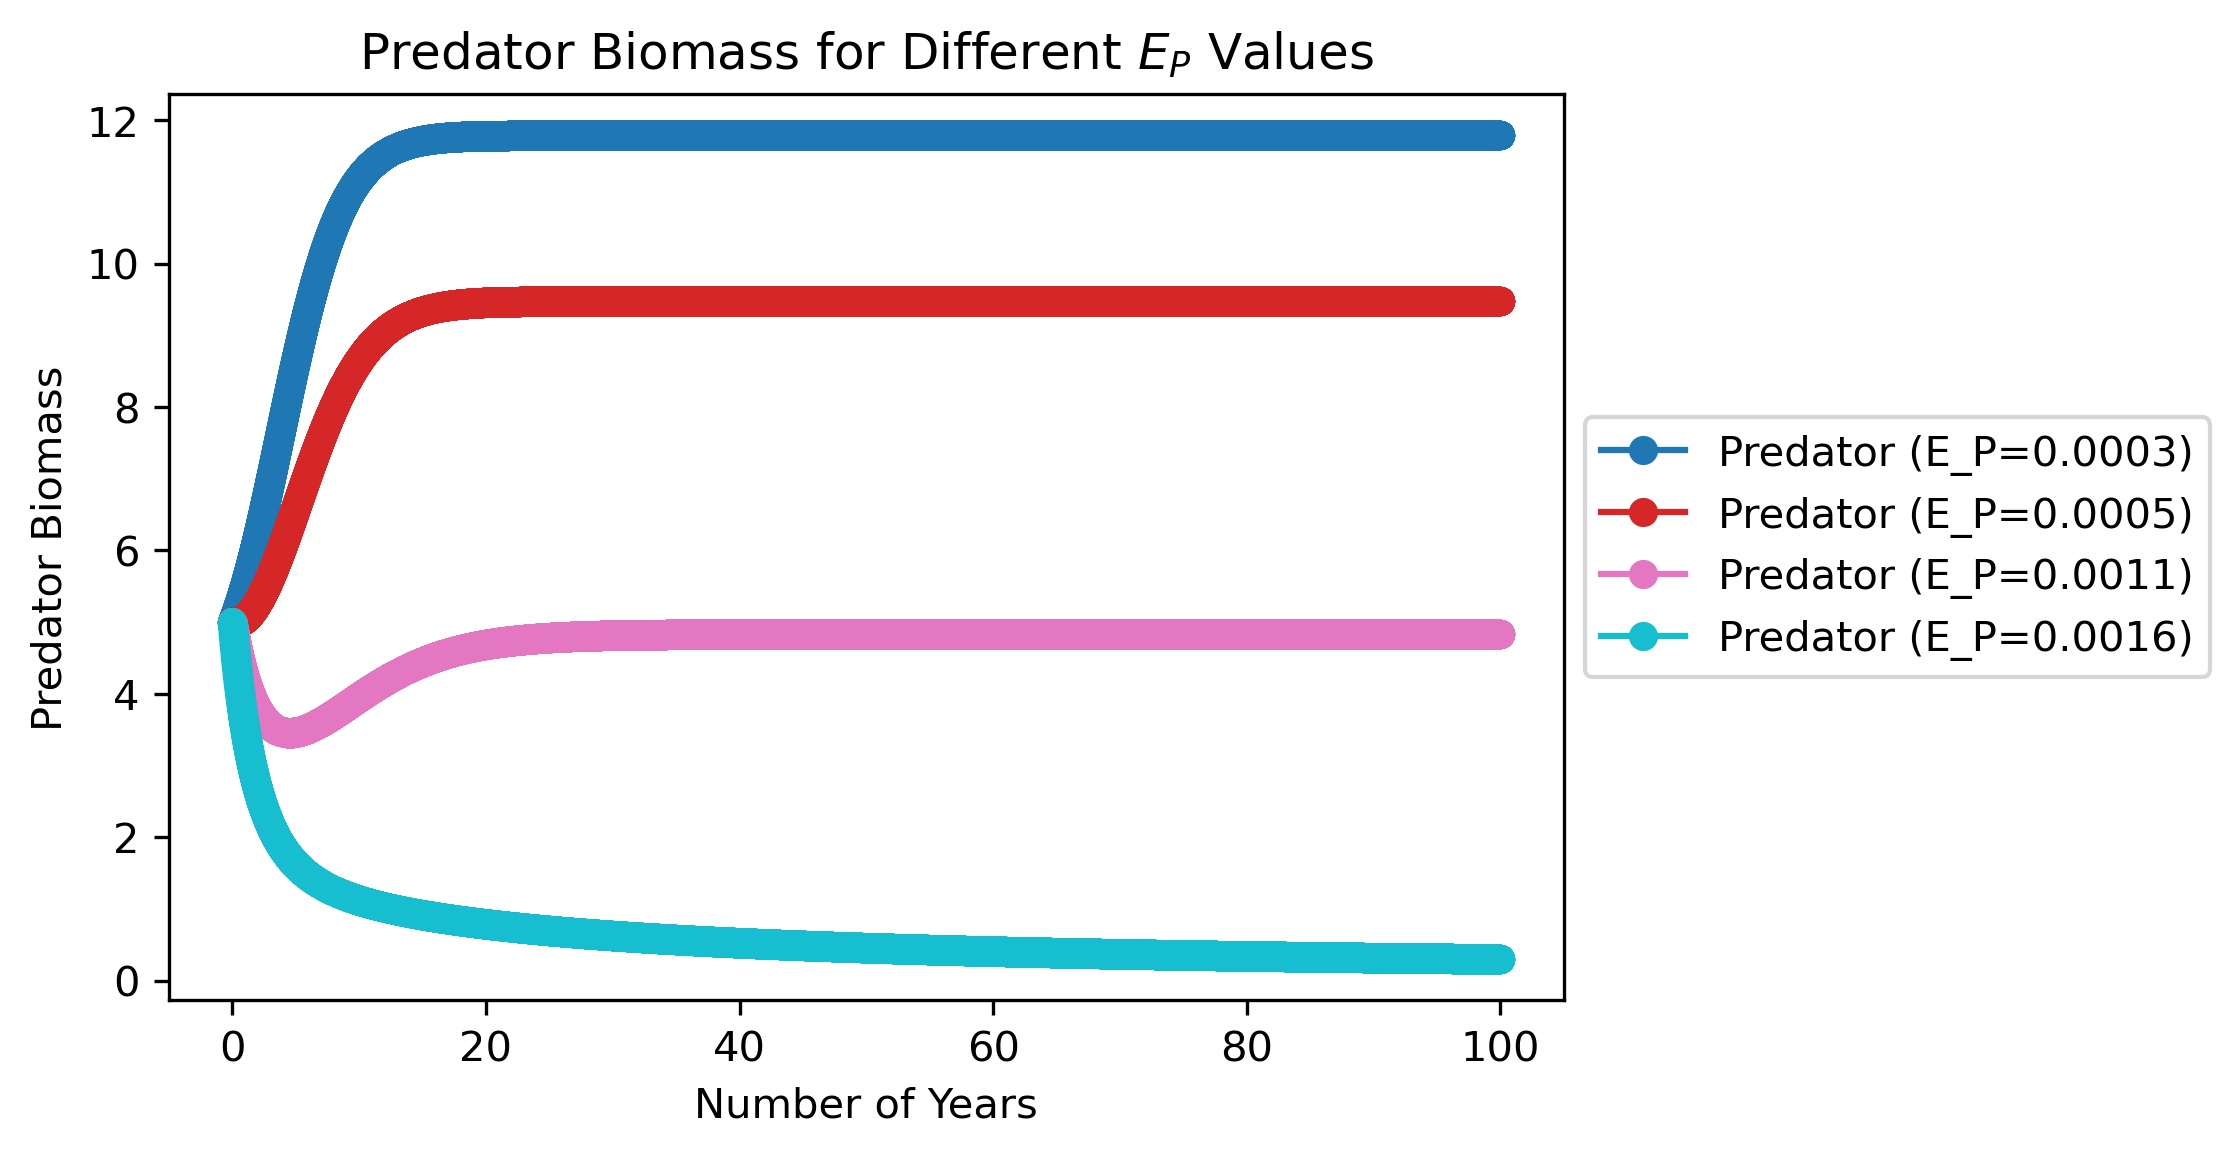 Predator Biomass for Different E_P Values
12
10
8
6
4
2
0
Predator Biomass
0 20 40 60 80 100
Number of Years
Predator (E_P=0.0003)
Predator (E_P=0.0005)
Predator (E_P=0.0011)
Predator (E_P=0.0016)